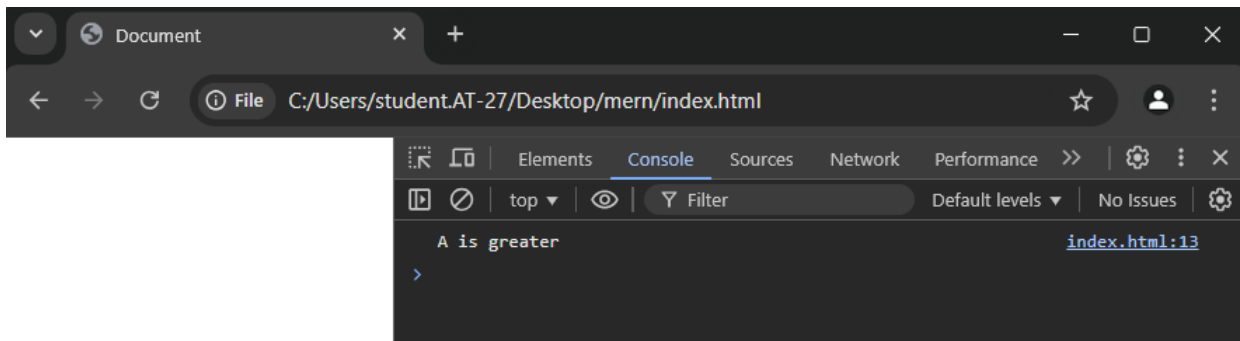 Document
File C:/Users/student.AT-27/Desktop/mern/index.html
Elements Console Sources Network Performance
top Filter Default levels No Issues
A is greater index.html:13